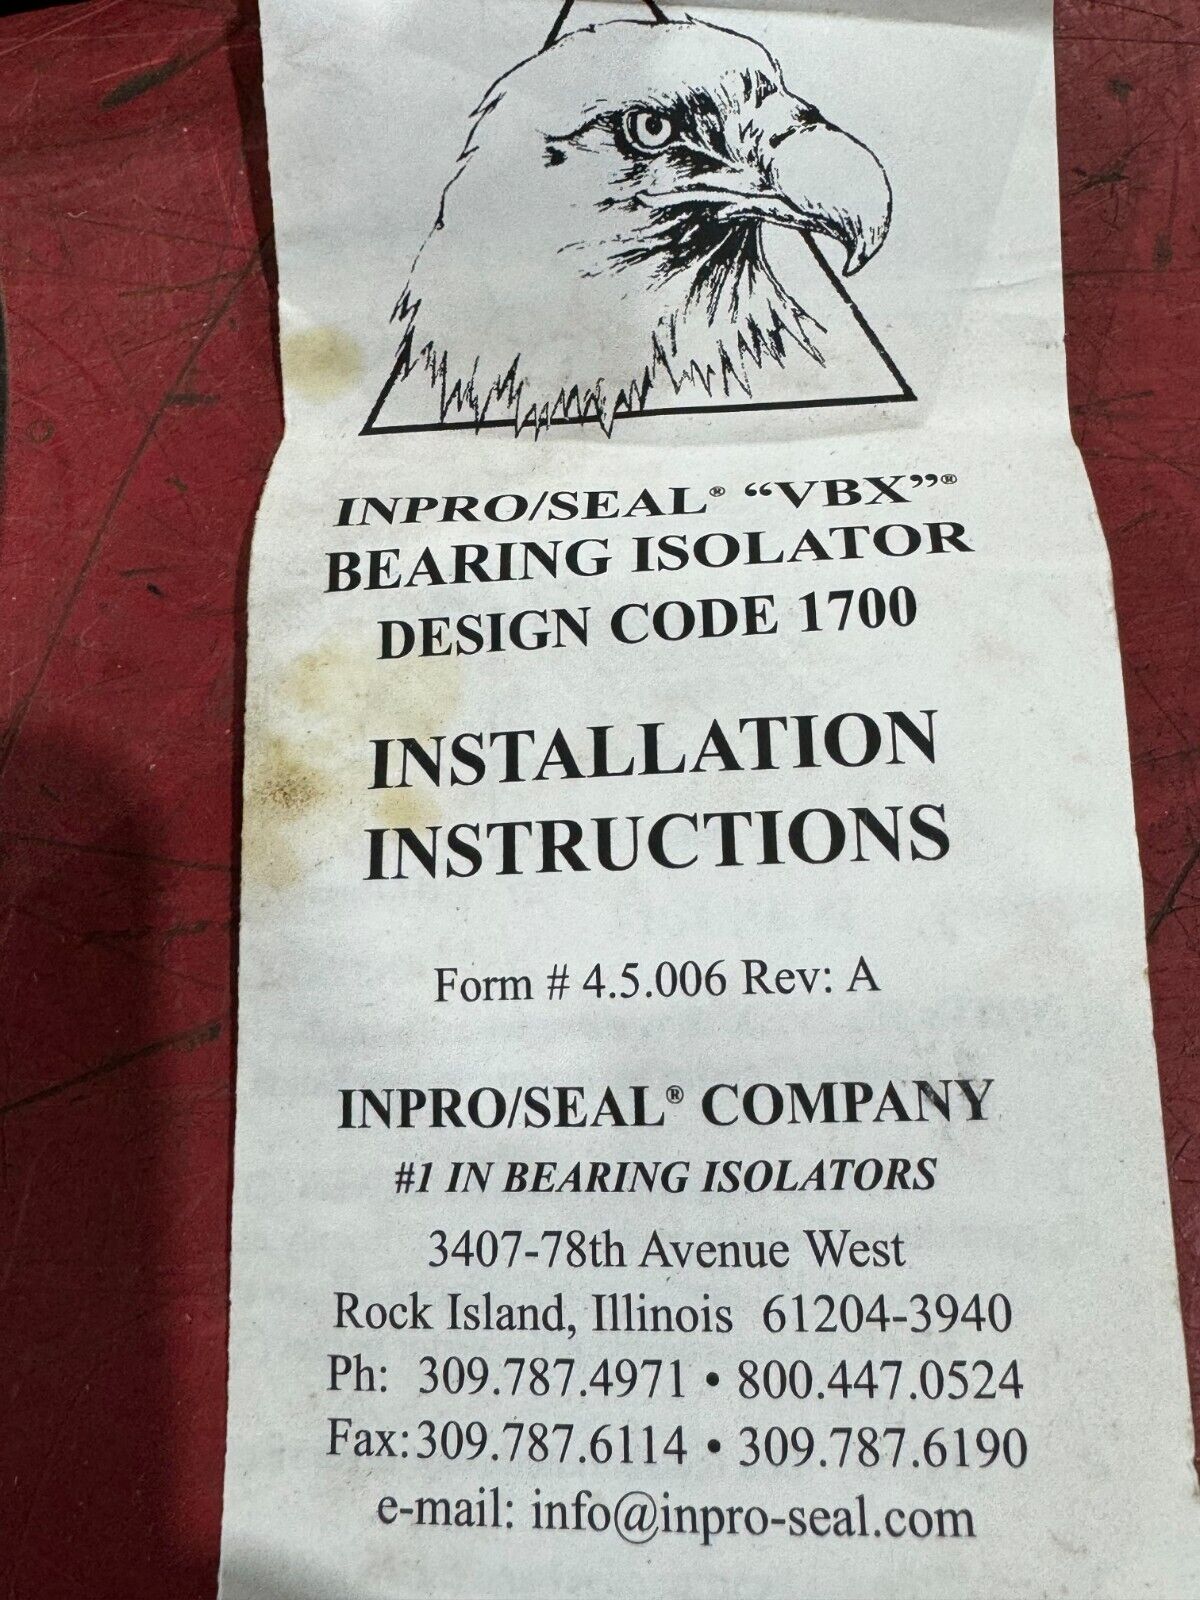 INPRO/SEAL® “VBX”®
BEARING ISOLATOR
DESIGN CODE 1700
INSTALLATION
INSTRUCTIONS
Form # 4.5.006 Rev: A
INPRO/SEAL® COMPANY
#1 IN BEARING ISOLATORS
3407-78th Avenue West
Rock Island, Illinois 61204-3940
Ph: 309.787.4971 • 800.447.0524
Fax: 309.787.6114 • 309.787.6190
e-mail: info@inpro-seal.com